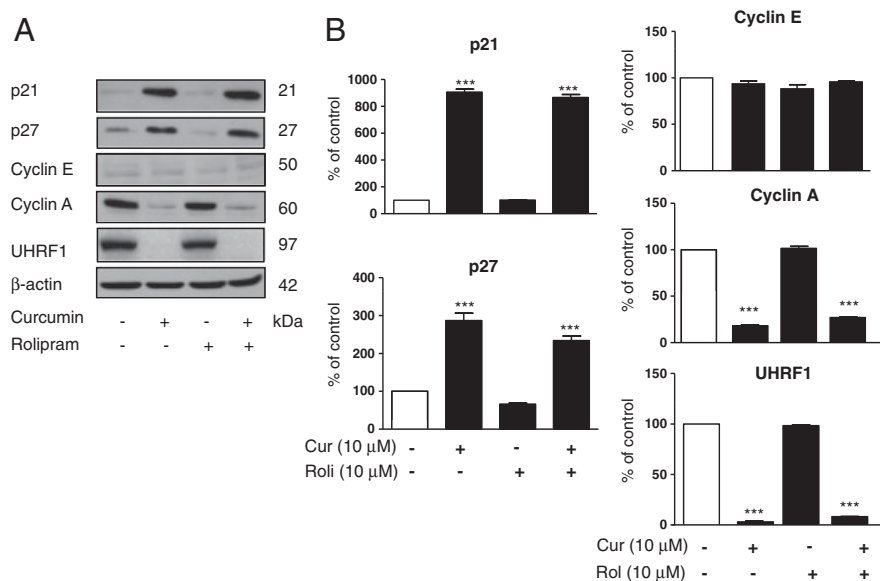 A
p21 21
p27 27
Cyclin E 50
Cyclin A 60
UHRF1 97
β-actin 42
Curcumin - + - + kDa
Rolipram - - + +
B
p21
% of control
1000
800
600
400
200
0
*** ***
p27
% of control
400
300
200
100
0
*** ***
Cur (10 μM) - + - +
Roli (10 μM) - - + +
Cyclin E
% of control
150
100
50
0
Cyclin A
% of control
150
100
50
0
*** ***
UHRF1
% of control
150
100
50
0
*** ***
Cur (10 μM) - + - +
Rol (10 μM) - - + +